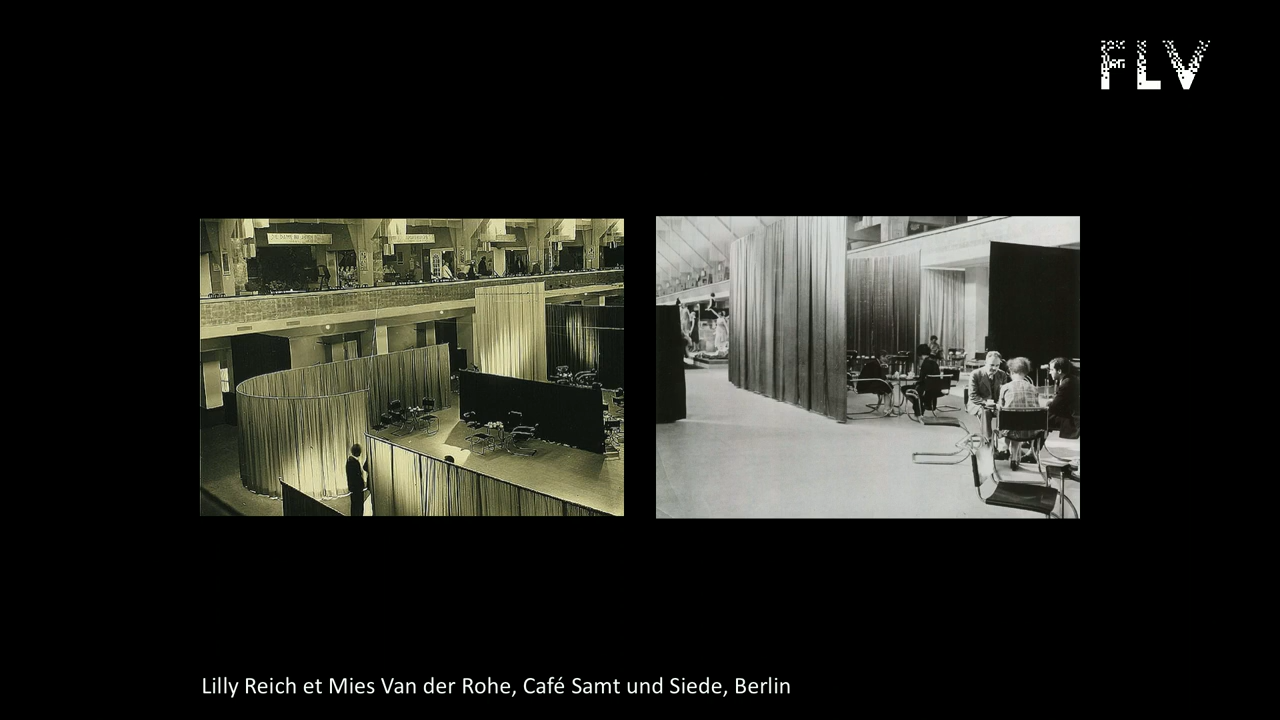 FLV
Lilly Reich et Mies Van der Rohe, Café Samt und Siede, Berlin